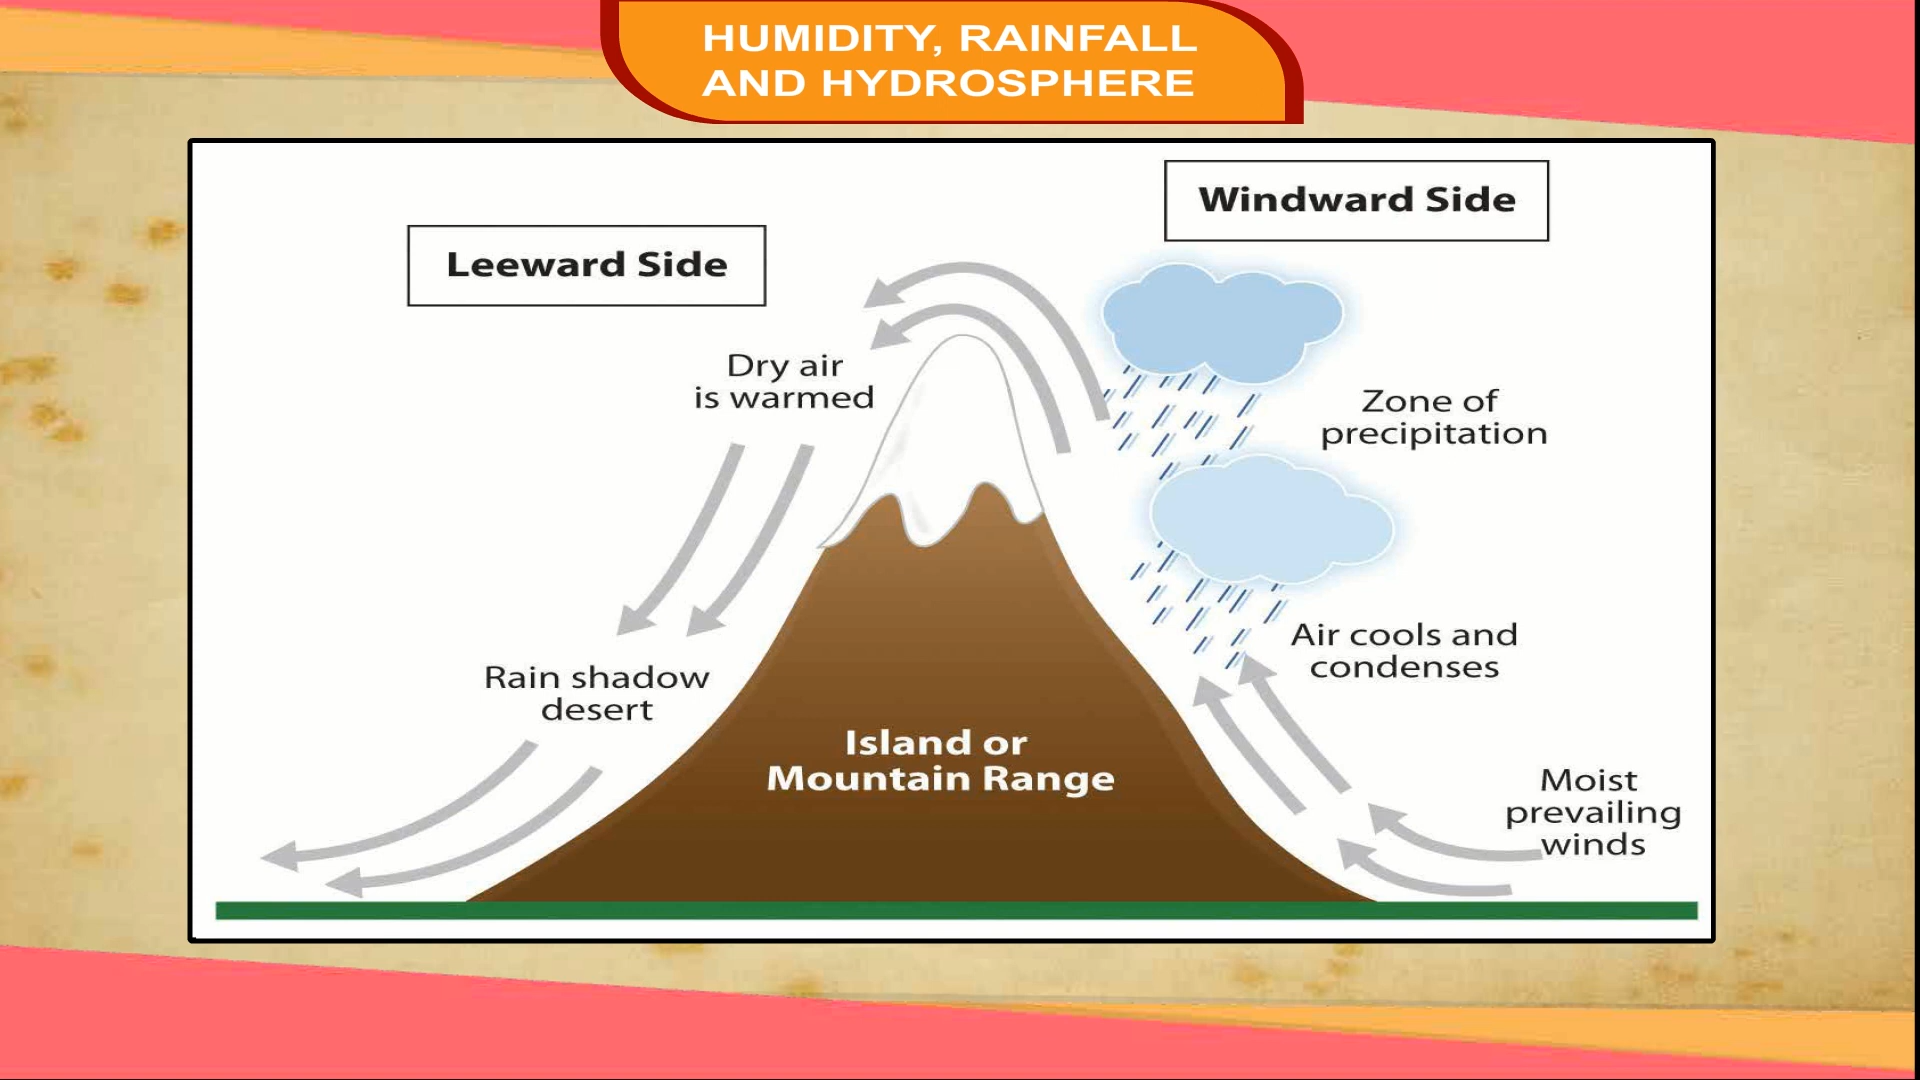 HUMIDITY, RAINFALL
AND HYDROSPHERE
Windward Side
Leeward Side
Dry air
is warmed
Zone of
precipitation
Air cools and
condenses
Rain shadow
desert
Island or
Mountain Range
Moist
prevailing
winds